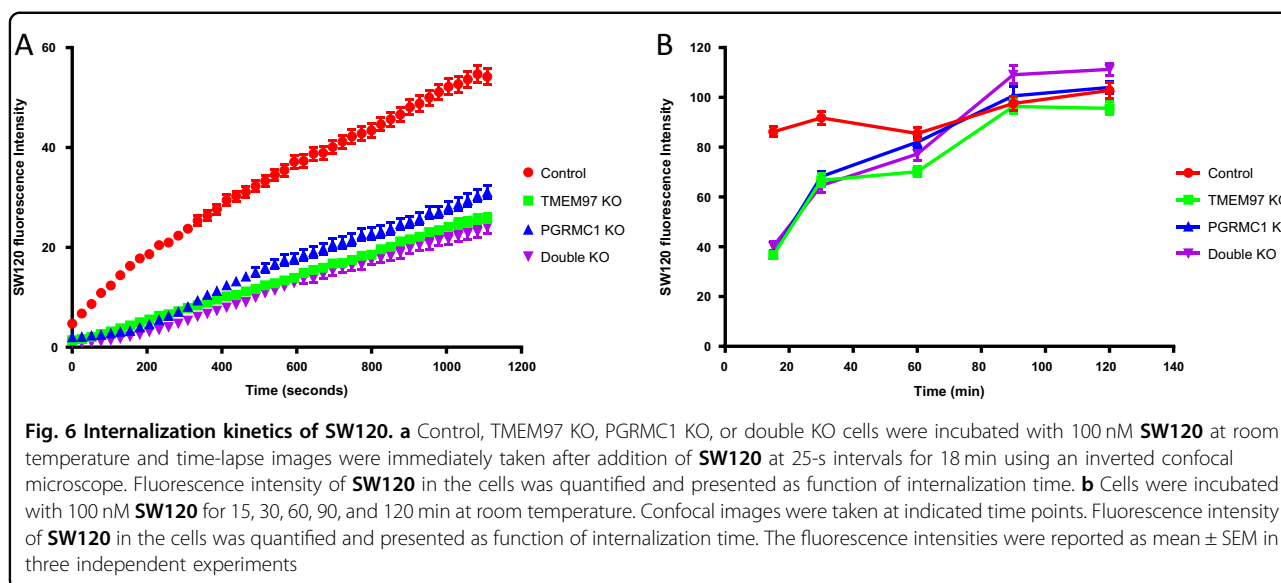 A
60
40
20
0
SW120 fluorescence Intensity
0 200 400 600 800 1000 1200
Time (seconds)
Control
TMEM97 KO
PGRMC1 KO
Double KO
B
120
100
80
60
40
20
0
SW120 fluorescence Intensity
0 20 40 60 80 100 120 140
Time (min)
Control
TMEM97 KO
PGRMC1 K
Double KO
Fig. 6 Internalization kinetics of SW120. a Control, TMEM97 KO, PGRMC1 KO, or double KO cells were incubated with 100 nM SW120 at room
temperature and time-lapse images were immediately taken after addition of SW120 at 25-s intervals for 18 min using an inverted confocal
microscope. Fluorescence intensity of SW120 in the cells was quantified and presented as function of internalization time. b Cells were incubated
with 100 nM SW120 for 15, 30, 60, 90, and 120 min at room temperature. Confocal images were taken at indicated time points. Fluorescence intensity
of SW120 in the cells was quantified and presented as function of internalization time. The fluorescence intensities were reported as mean ± SEM in
three independent experiments